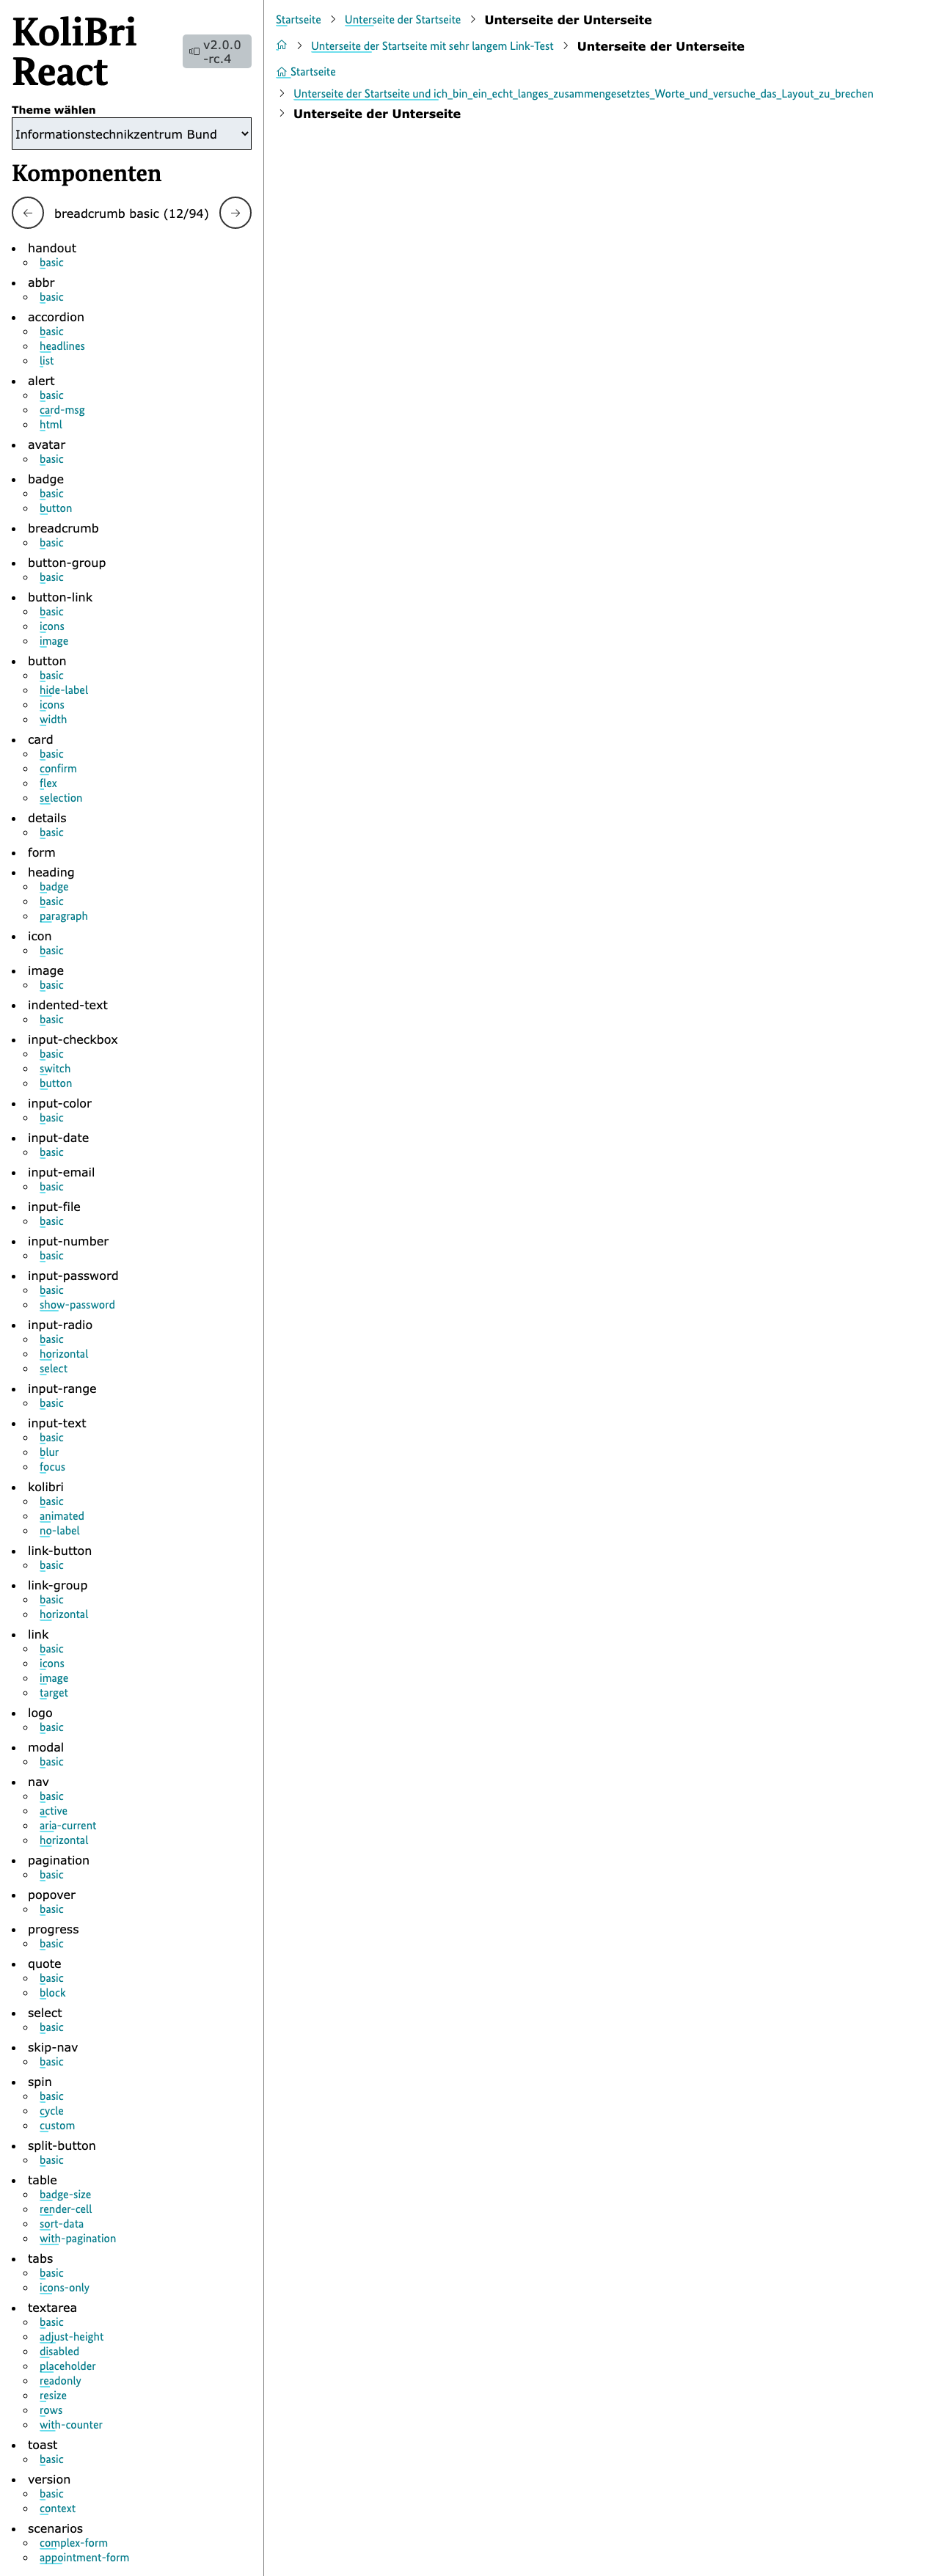 KoliBri
React
v2.0.0
-rc.4
Theme wählen
Informationstechnikzentrum Bund
Komponenten
breadcrumb basic (12/94)
handout
basic
abbr
basic
accordion
basic
headlines
list
alert
basic
card-msg
html
avatar
basic
badge
basic
button
breadcrumb
basic
button-group
basic
button-link
basic
icons
image
button
basic
hide-label
icons
width
card
basic
confirm
flex
selection
details
basic
form
heading
badge
basic
paragraph
icon
basic
image
basic
indented-text
basic
input-checkbox
basic
switch
button
input-color
basic
input-date
basic
input-email
basic
input-file
basic
input-number
basic
input-password
basic
show-password
input-radio
basic
horizontal
select
input-range
basic
input-text
basic
blur
focus
kolibri
basic
animated
no-label
link-button
basic
link-group
basic
horizontal
link
basic
icons
image
target
logo
basic
modal
basic
nav
basic
active
aria-current
horizontal
pagination
basic
popover
basic
progress
basic
quote
basic
block
select
basic
skip-nav
basic
spin
basic
cycle
custom
split-button
basic
table
badge-size
render-cell
sort-data
with-pagination
tabs
basic
icons-only
textarea
basic
adjust-height
disabled
placeholder
readonly
resize
rows
with-counter
toast
basic
version
basic
context
scenarios
complex-form
appointment-form
Startseite Unterseite der Startseite Unterseite der Unterseite
Unterseite der Startseite mit sehr langem Link-Test Unterseite der Unterseite
Startseite
Unterseite der Startseite und ich_bin_ein_echt_langes_zusammengesetztes_Worte_und_versuche_das_Layout_zu_brechen
Unterseite der Unterseite